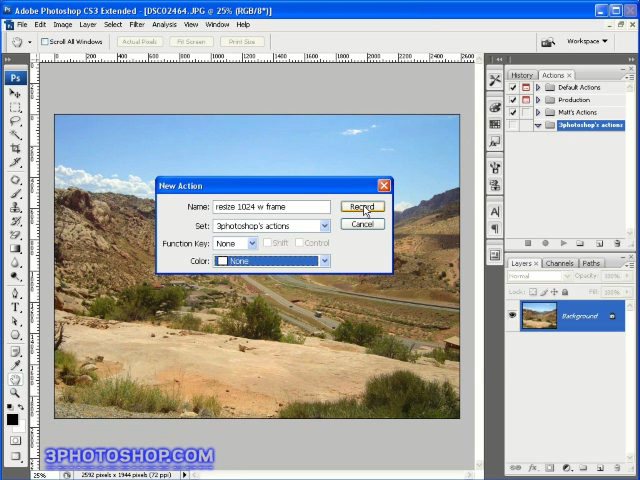 Adobe Photoshop CS3 Extended - [DSC02464.JPG @ 25% (RGB/8*)]
File Edit Image Layer Select Filter Analysis View Window Help
Scroll All Windows Actual Pixels Fit Screen Print Size Workspace
Ps
History Actions
Default Actions
Production
Matt's Actions
3photoshop's actions
New Action
Name: resize 1024 w frame Record
Set: 3photoshop's actions Cancel
Function Key: None Shift Control
Color: None
Layers Channels Paths
Normal Opacity:
Lock: Fill:
Background
3PHOTOSHOP.COM
25% 2592 pixels x 1944 pixels (72 ppi)